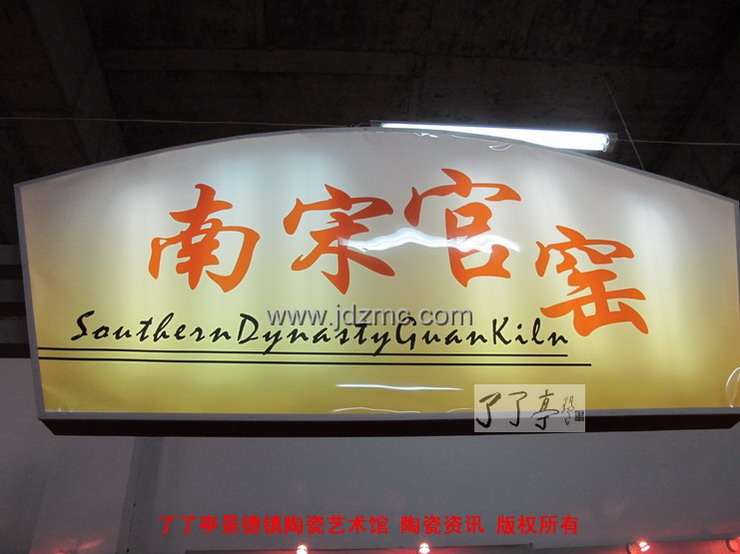 南宋官窑
www.jdzmc.com
SouthernDynastyGuanKiln
了了亭
了了亭景德镇陶瓷艺术馆 陶瓷资讯 版权所有